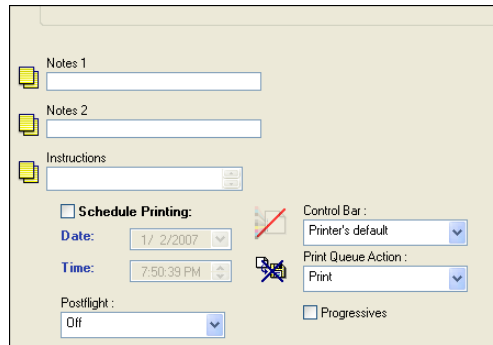 Notes 1
Notes 2
Instructions
Schedule Printing:
Control Bar :
Date:
1/ 2/2007
Printer's default
Print Queue Action :
Time:
7:50:39 PM
Print
Postflight :
Off
Progressives